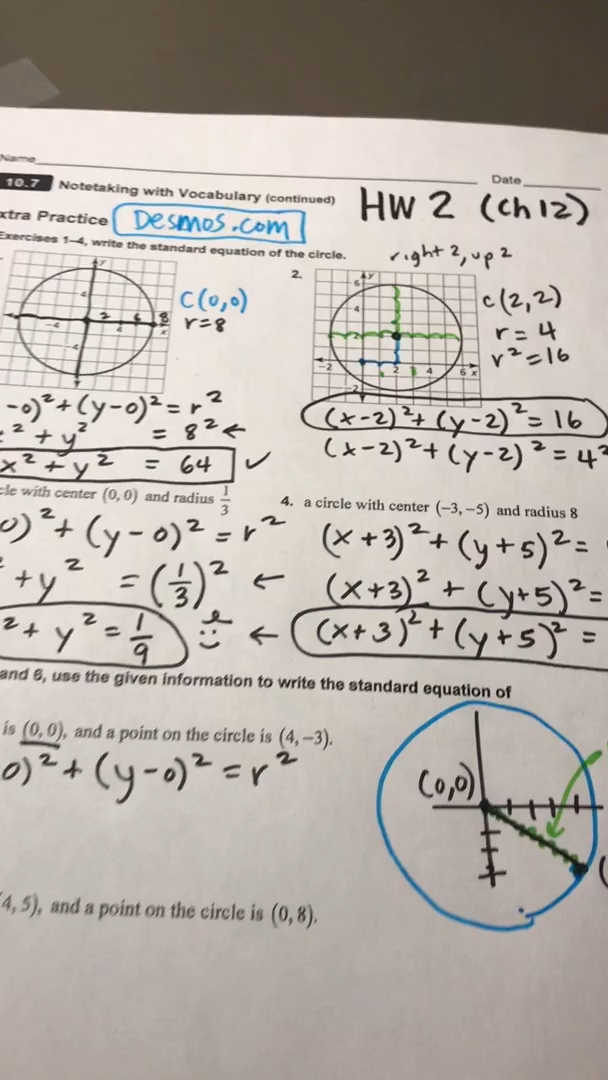 Name
Date
10.7 Notetaking with Vocabulary (continued)
HW 2 (Ch 12)
xtra Practice Desmos.com
Exercises 1–4, write the standard equation of the circle.
right 2, up 2
C(0,0)
r=8
2.
C(2,2)
r = 4
r² = 16
-0)² + (y-0)² = r²
² + y² = 8² ←
x² + y² = 64 ✓
(x-2)² + (y-2)² = 16
(x-2)² + (y-2)² = 4²
cle with center (0, 0) and radius 1/3
0)² + (y-0)² = r²
+ y² = (1/3)² ←
² + y² = 1/9 ←
4. a circle with center (−3, −5) and radius 8
(x+3)² + (y+5)² =
(x+3)² + (y+5)² =
(x+3)² + (y+5)² =
and 6, use the given information to write the standard equation of
is (0, 0), and a point on the circle is (4, −3).
0)² + (y-0)² = r²
(0,0)
4, 5), and a point on the circle is (0, 8).